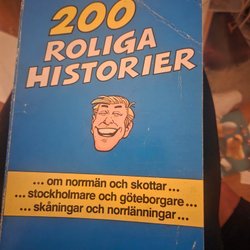 200
ROLIGA
HISTORIER
... om norrmän och skottar ...
... stockholmare och göteborgare ...
... skåningar och norrlänningar ...